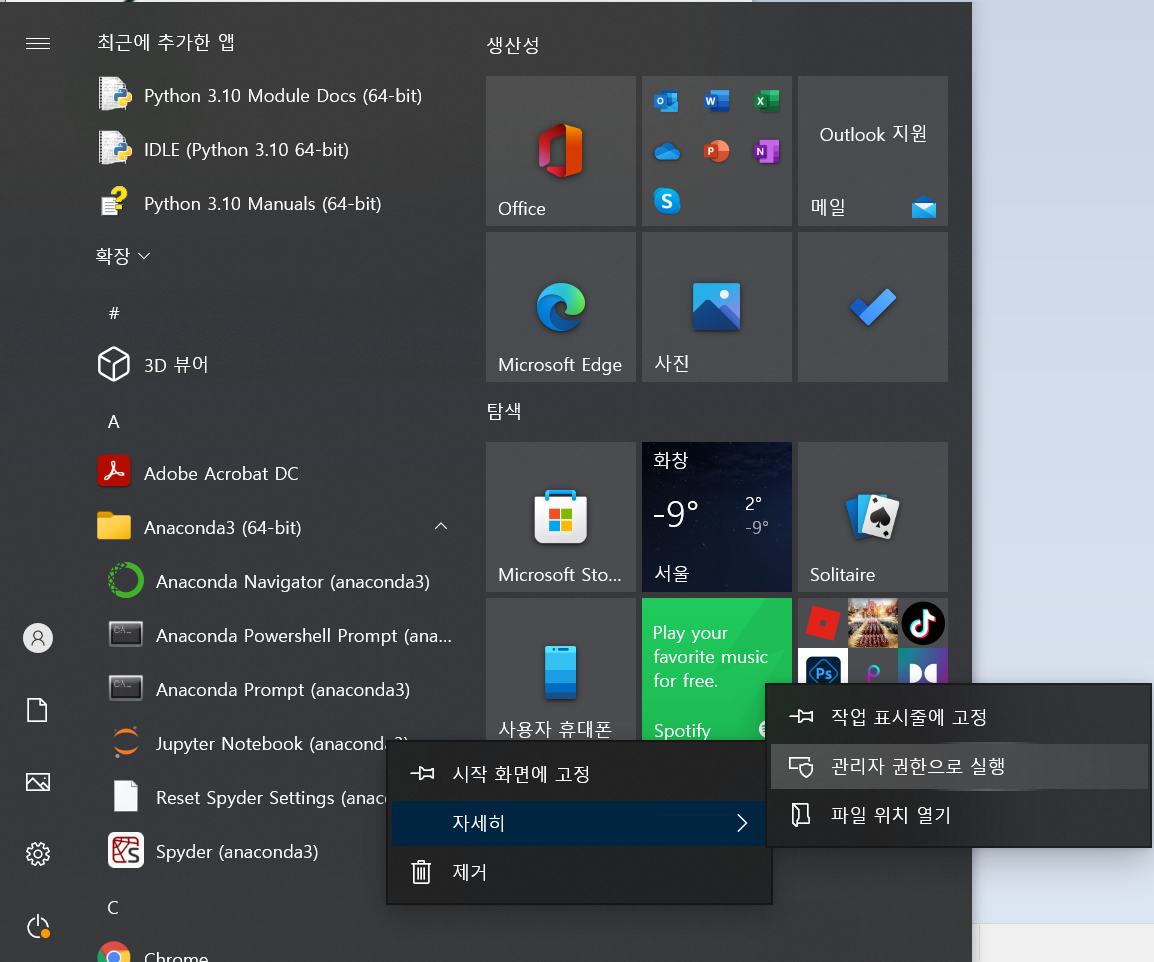 최근에 추가한 앱
Python 3.10 Module Docs (64-bit)
IDLE (Python 3.10 64-bit)
Python 3.10 Manuals (64-bit)
확장
#
3D 뷰어
A
Adobe Acrobat DC
Anaconda3 (64-bit)
Anaconda Navigator (anaconda3)
Anaconda Powershell Prompt (ana...
Anaconda Prompt (anaconda3)
Jupyter Notebook (anaconda3)
Reset Spyder Settings (anac
Spyder (anaconda3)
C
Chrome
생산성
Office
Outlook 지원
메일
Microsoft Edge
사진
탐색
Microsoft Sto...
화창
-9°
2°
-9°
서울
Solitaire
사용자 휴대폰
Play your
favorite music
for free.
Spotify
Ps
시작 화면에 고정
자세히
제거
작업 표시줄에 고정
관리자 권한으로 실행
파일 위치 열기